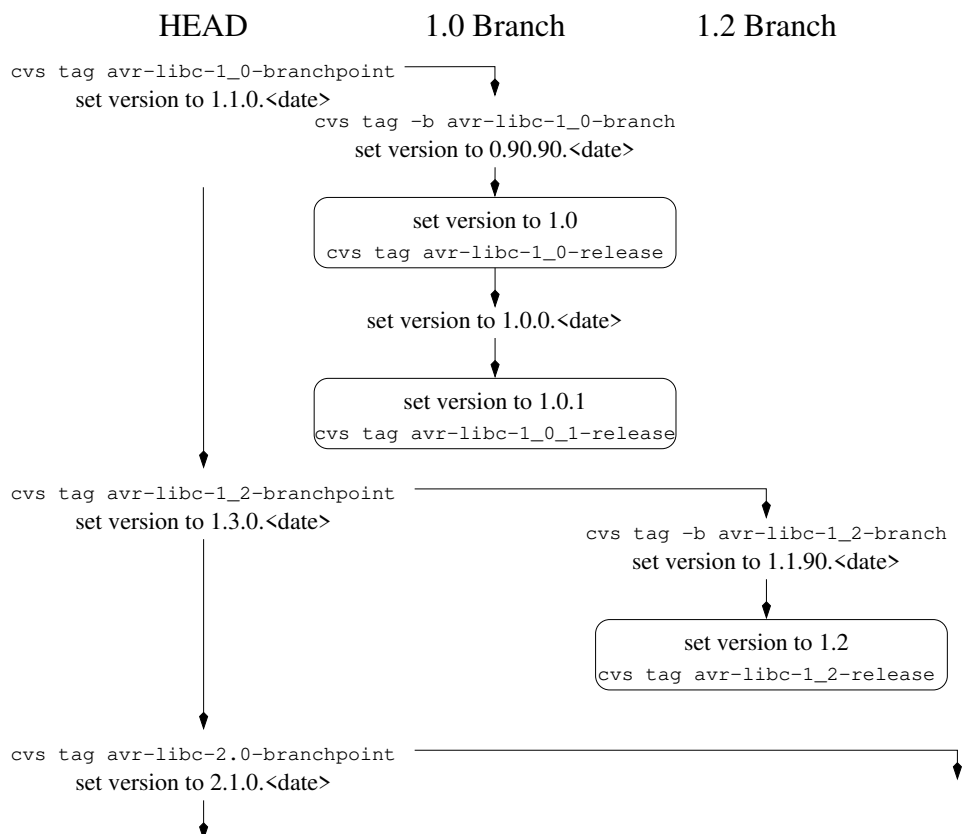 HEAD
1.0 Branch
1.2 Branch
cvs tag avr-libc-1_0-branchpoint
set version to 1.1.0.<date>
cvs tag -b avr-libc-1_0-branch
set version to 0.90.90.<date>
set version to 1.0
cvs tag avr-libc-1_0-release
set version to 1.0.0.<date>
set version to 1.0.1
cvs tag avr-libc-1_0_1-release
cvs tag avr-libc-1_2-branchpoint
set version to 1.3.0.<date>
cvs tag -b avr-libc-1_2-branch
set version to 1.1.90.<date>
set version to 1.2
cvs tag avr-libc-1_2-release
cvs tag avr-libc-2.0-branchpoint
set version to 2.1.0.<date>